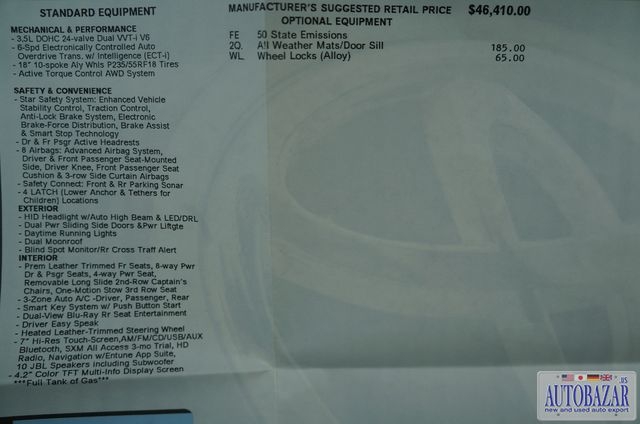 STANDARD EQUIPMENT
MANUFACTURER'S SUGGESTED RETAIL PRICE $46,410.00
OPTIONAL EQUIPMENT
FE 50 State Emissions
2Q. All Weather Mats/Door Sill 185.00
WL. Wheel Locks (Alloy) 65.00
MECHANICAL & PERFORMANCE
- 3.5L DOHC 24-valve Dual VVT-i V6
- 6-Spd Electronically Controlled Auto
Overdrive Trans. w/ Intelligence (ECT-i)
- 18" 10-spoke Aly Whls P235/55RF18 Tires
- Active Torque Control AWD System
SAFETY & CONVENIENCE
- Star Safety System: Enhanced Vehicle
Stability Control, Traction Control,
Anti-Lock Brake System, Electronic
Brake-Force Distribution, Brake Assist
& Smart Stop Technology
- Dr & Fr Psgr Active Headrests
- 8 Airbags: Advanced Airbag System,
Driver & Front Passenger Seat-Mounted
Side, Driver Knee, Front Passenger Seat
Cushion & 3-row Side Curtain Airbags
- Safety Connect: Front & Rr Parking Sonar
- 4 LATCH (Lower Anchor & Tethers for
Children) Locations
EXTERIOR
- HID Headlight w/Auto High Beam & LED/DRL
- Dual Pwr Sliding Side Doors &Pwr Liftgte
- Daytime Running Lights
- Dual Moonroof
- Blind Spot Monitor/Rr Cross Traff Alert
INTERIOR
- Prem Leather Trimmed Fr Seats, 8-way Pwr
Dr & Psgr Seats, 4-way Pwr Seat,
Removable Long Slide 2nd-Row Captain's
Chairs, One-Motion Stow 3rd Row Seat
- 3-Zone Auto A/C -Driver, Passenger, Rear
- Smart Key System w/ Push Button Start
- Dual-View Blu-Ray Rr Seat Entertainment
- Driver Easy Speak
- Heated Leather-Trimmed Steering Wheel
- 7" Hi-Res Touch-Screen,AM/FM/CD/USB/AUX
Bluetooth, SXM All Access 3-mo Trial, HD
Radio, Navigation w/Entune App Suite,
10 JBL Speakers including Subwoofer
- 4.2" Color TFT Multi-Info Display Screen
***Full Tank of Gas***
AUTOBAZAR.US
new and used auto export